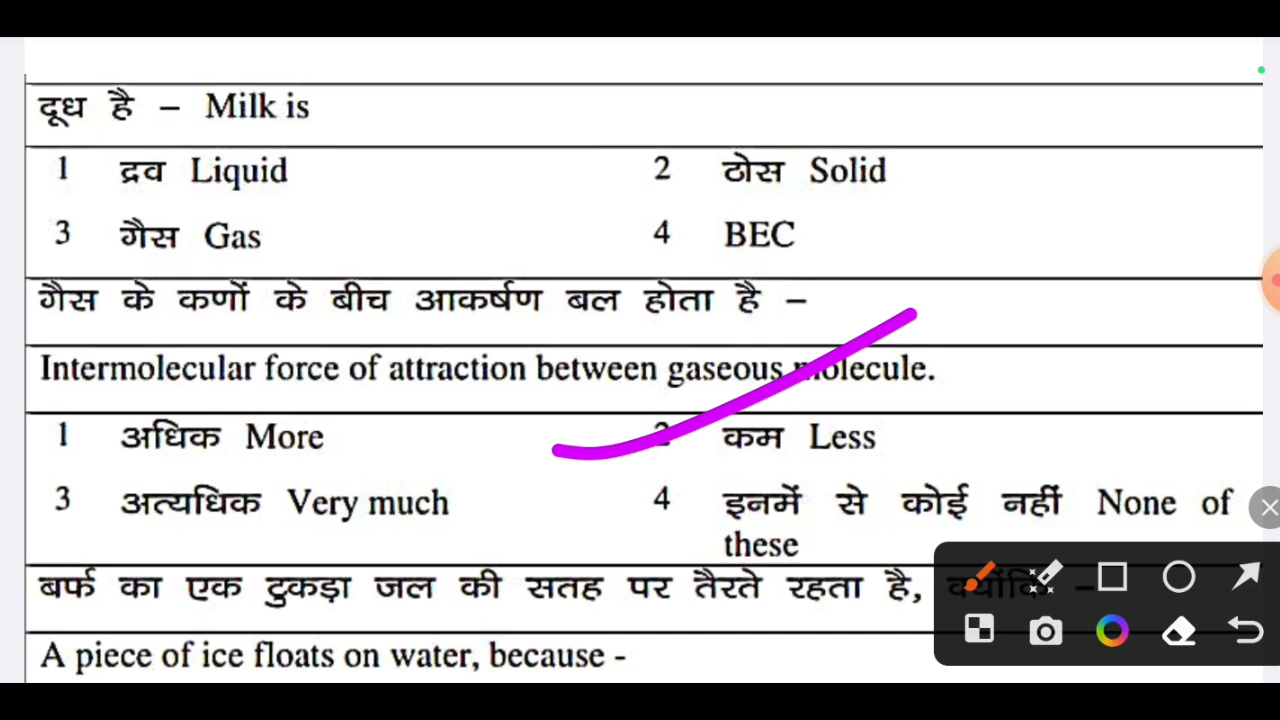 दूध है – Milk is
1 द्रव Liquid 2 ठोस Solid
3 गैस Gas 4 BEC
गैस के कणों के बीच आकर्षण बल होता है –
Intermolecular force of attraction between gaseous molecule.
1 अधिक More 2 कम Less
3 अत्यधिक Very much 4 इनमें से कोई नहीं None of
these
बर्फ का एक टुकड़ा जल की सतह पर तैरते रहता है, क्योंकि –
A piece of ice floats on water, because -